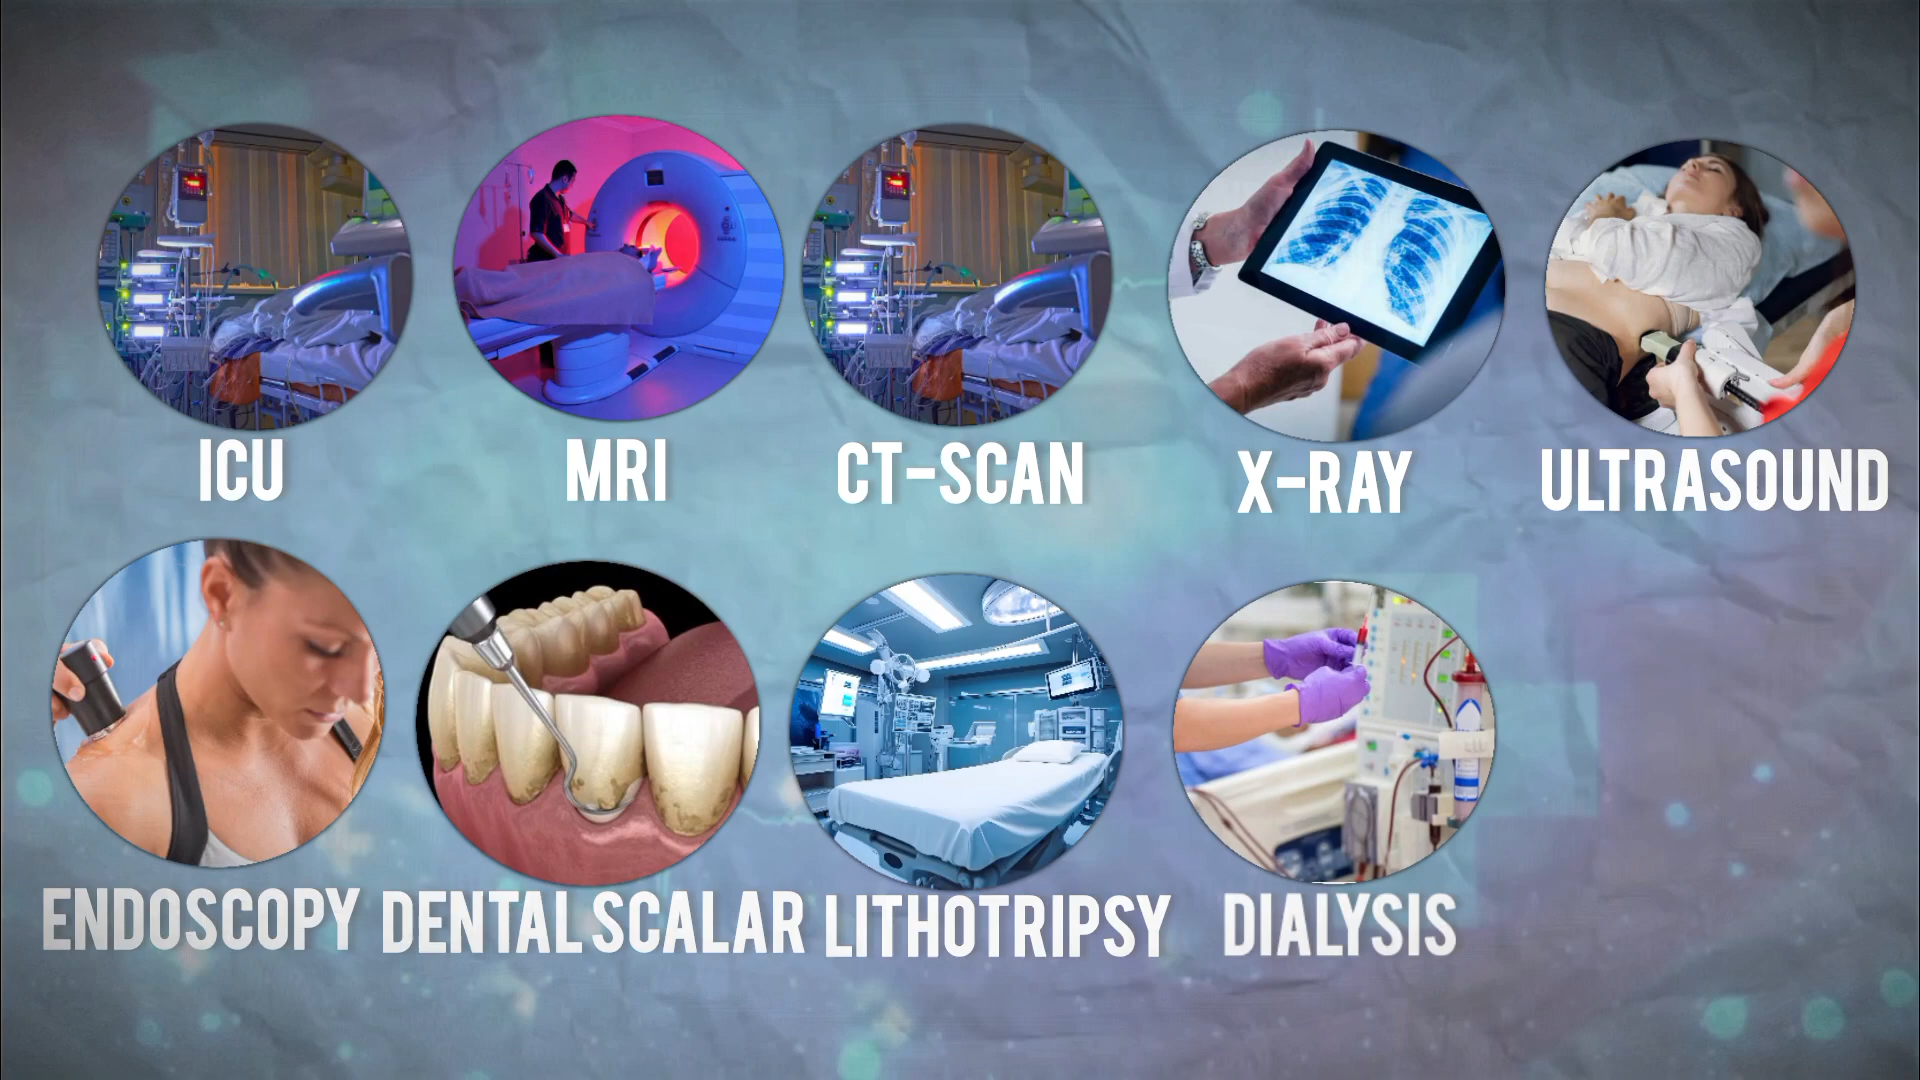 ICU
MRI
CT-SCAN
X-RAY
ULTRASOUND
ENDOSCOPY
DENTAL SCALAR
LITHOTRIPSY
DIALYSIS